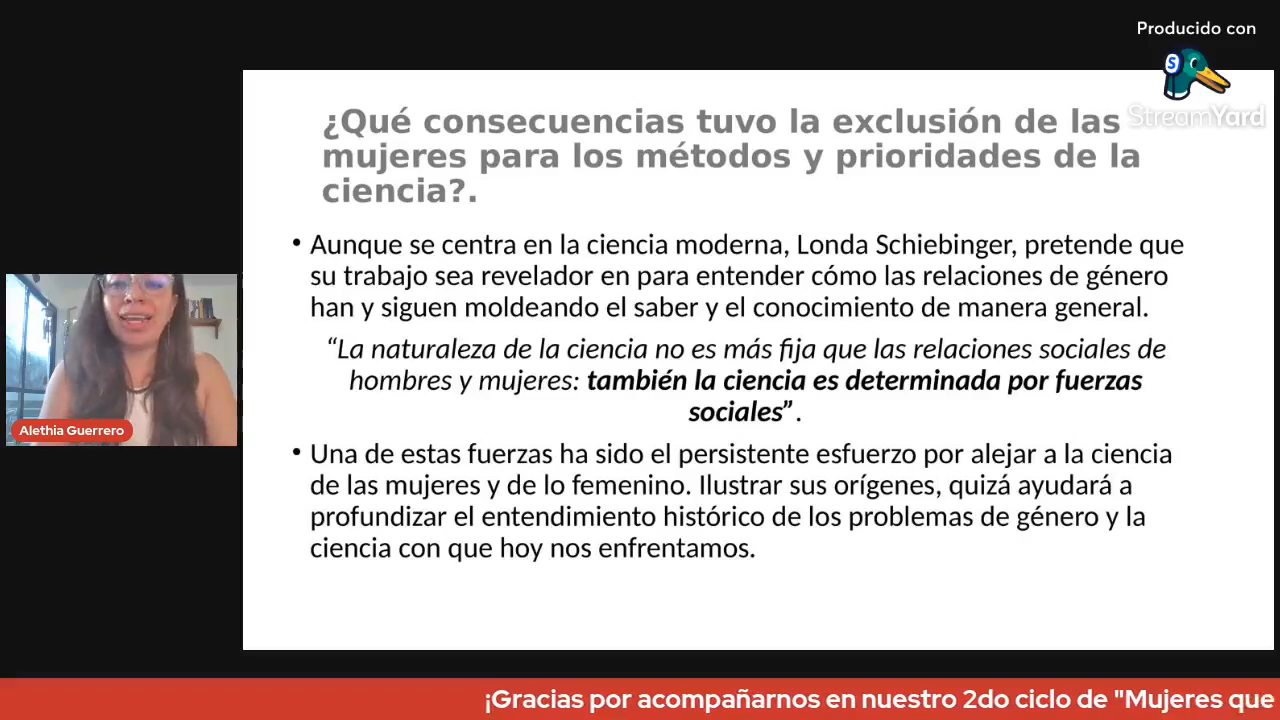 Producido con
StreamYard
¿Qué consecuencias tuvo la exclusión de las
mujeres para los métodos y prioridades de la
ciencia?.
• Aunque se centra en la ciencia moderna, Londa Schiebinger, pretende que
su trabajo sea revelador en para entender cómo las relaciones de género
han y siguen moldeando el saber y el conocimiento de manera general.
“La naturaleza de la ciencia no es más fija que las relaciones sociales de
hombres y mujeres: también la ciencia es determinada por fuerzas
sociales”.
• Una de estas fuerzas ha sido el persistente esfuerzo por alejar a la ciencia
de las mujeres y de lo femenino. Ilustrar sus orígenes, quizá ayudará a
profundizar el entendimiento histórico de los problemas de género y la
ciencia con que hoy nos enfrentamos.
Alethia Guerrero
¡Gracias por acompañarnos en nuestro 2do ciclo de "Mujeres que